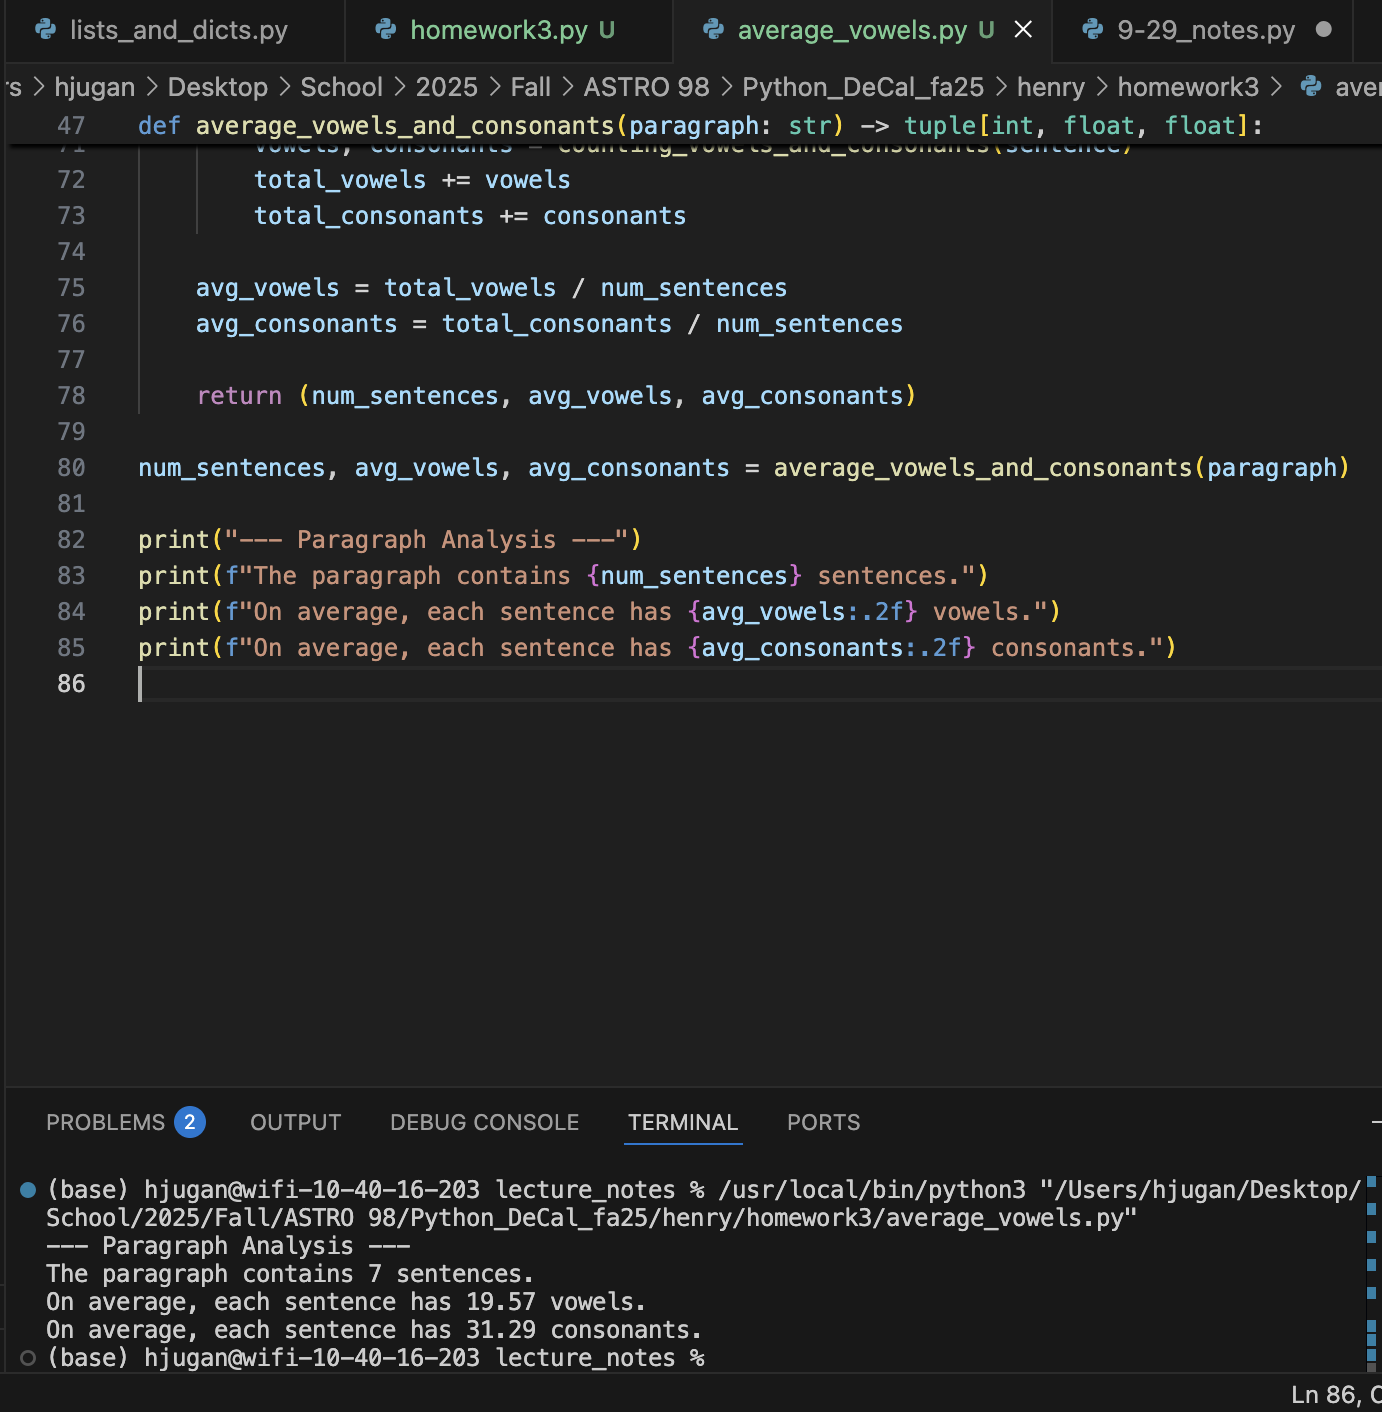 lists_and_dicts.py homework3.py U average_vowels.py U 9-29_notes.py
rs > hjugan > Desktop > School > 2025 > Fall > ASTRO 98 > Python_DeCal_fa25 > henry > homework3 > aver
47 def average_vowels_and_consonants(paragraph: str) -> tuple[int, float, float]:
71 vowels, consonants = counting_vowels_and_consonants(sentence)
72 total_vowels += vowels
73 total_consonants += consonants
74
75 avg_vowels = total_vowels / num_sentences
76 avg_consonants = total_consonants / num_sentences
77
78 return (num_sentences, avg_vowels, avg_consonants)
79
80 num_sentences, avg_vowels, avg_consonants = average_vowels_and_consonants(paragraph)
81
82 print("--- Paragraph Analysis ---")
83 print(f"The paragraph contains {num_sentences} sentences.")
84 print(f"On average, each sentence has {avg_vowels:.2f} vowels.")
85 print(f"On average, each sentence has {avg_consonants:.2f} consonants.")
86
PROBLEMS 2 OUTPUT DEBUG CONSOLE TERMINAL PORTS
(base) hjugan@wifi-10-40-16-203 lecture_notes % /usr/local/bin/python3 "/Users/hjugan/Desktop/
School/2025/Fall/ASTRO 98/Python_DeCal_fa25/henry/homework3/average_vowels.py"
--- Paragraph Analysis ---
The paragraph contains 7 sentences.
On average, each sentence has 19.57 vowels.
On average, each sentence has 31.29 consonants.
(base) hjugan@wifi-10-40-16-203 lecture_notes %
Ln 86, C